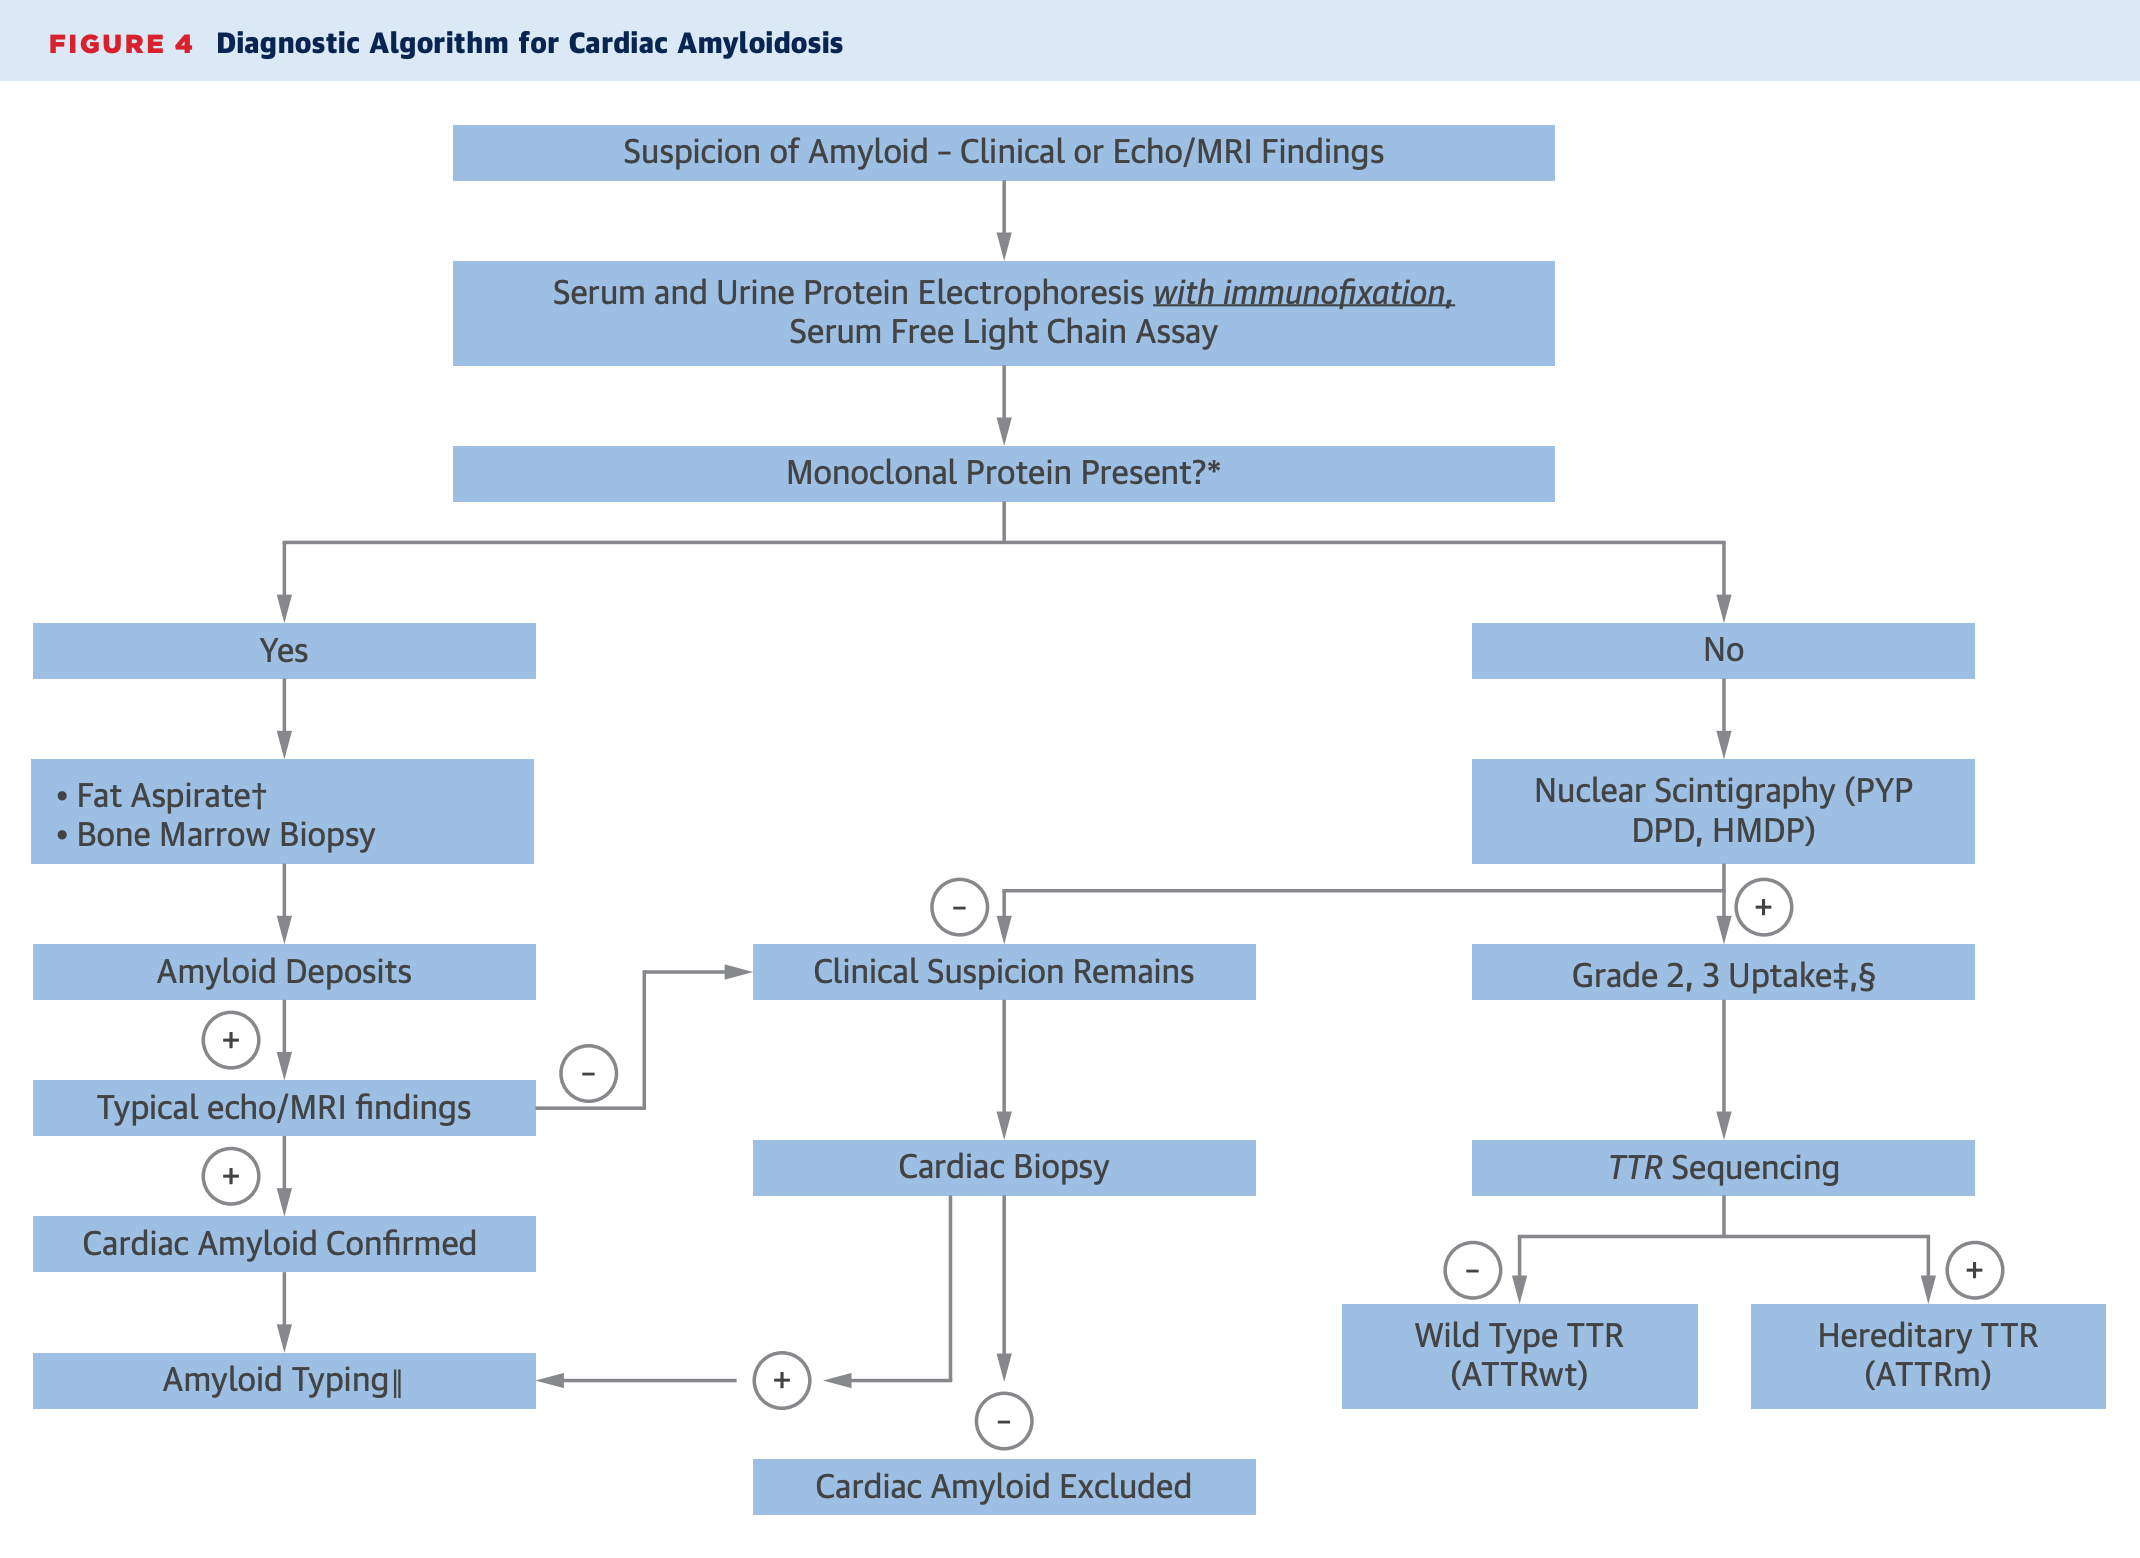 FIGURE 4 Diagnostic Algorithm for Cardiac Amyloidosis
Suspicion of Amyloid – Clinical or Echo/MRI Findings
Serum and Urine Protein Electrophoresis with immunofixation,
Serum Free Light Chain Assay
Monoclonal Protein Present?*
Yes
No
• Fat Aspirate†
• Bone Marrow Biopsy
Nuclear Scintigraphy (PYP
DPD, HMDP)
–
+
Amyloid Deposits
Clinical Suspicion Remains
Grade 2, 3 Uptake‡,§
+
–
Typical echo/MRI findings
+
Cardiac Biopsy
TTR Sequencing
Cardiac Amyloid Confirmed
–
+
Wild Type TTR
(ATTRwt)
Hereditary TTR
(ATTRm)
Amyloid Typing‖
+
–
Cardiac Amyloid Excluded